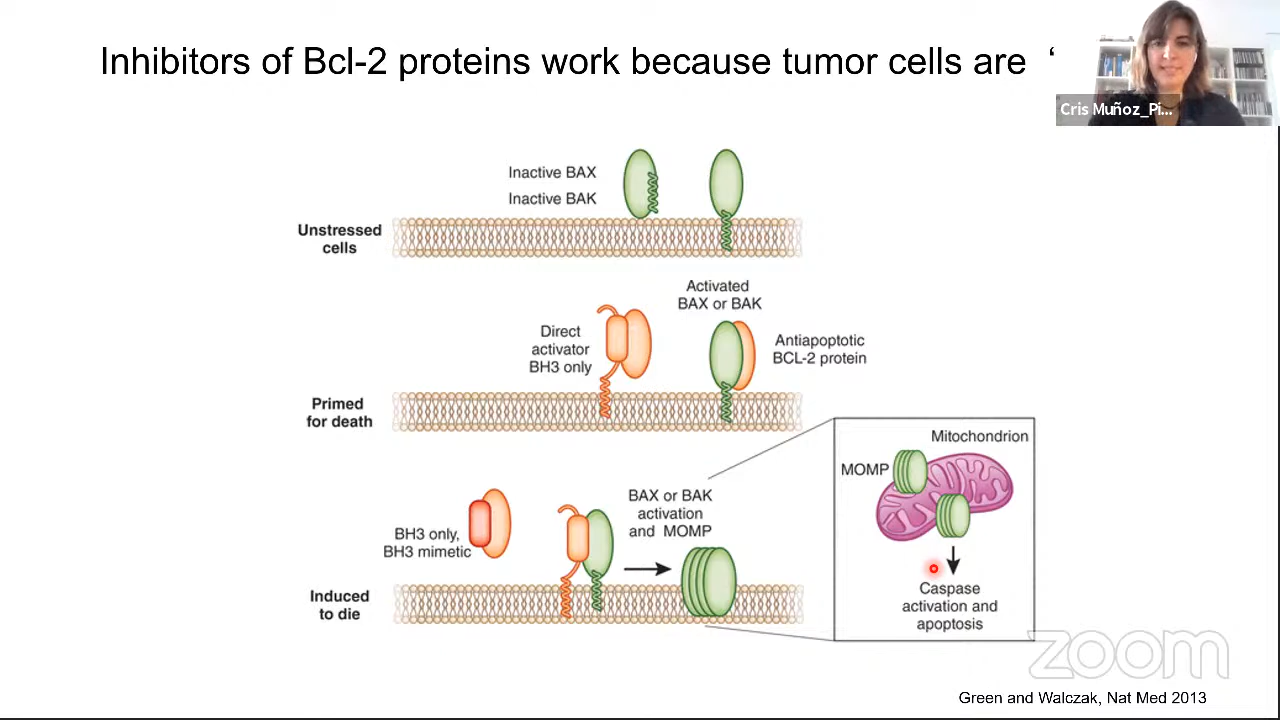 Inhibitors of Bcl-2 proteins work because tumor cells are ‘
Cris Muñoz_Pi...
Inactive BAX
Inactive BAK
Unstressed
cells
Activated
BAX or BAK
Direct
activator
BH3 only
Antiapoptotic
BCL-2 protein
Primed
for death
Mitochondrion
MOMP
BAX or BAK
activation
and MOMP
BH3 only,
BH3 mimetic
Induced
to die
Caspase
activation and
apoptosis
zoom
Green and Walczak, Nat Med 2013